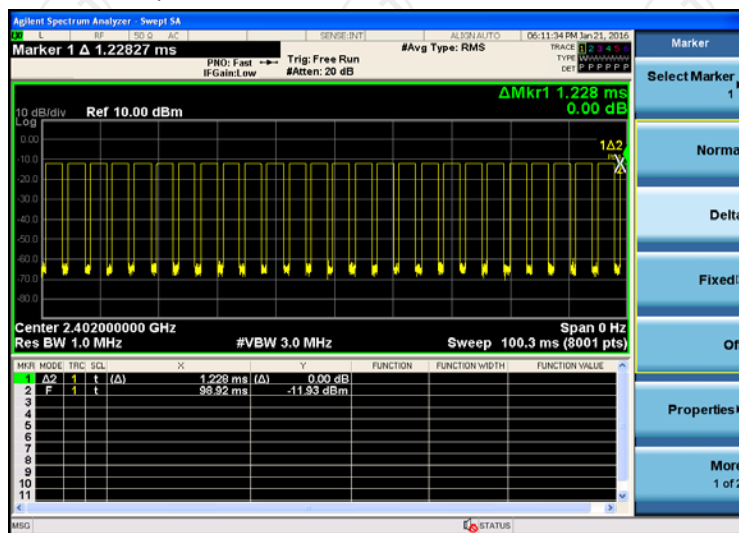 Agilent Spectrum Analyzer - Swept SA
L RF 50 Ω AC SENSE:INT ALIGN AUTO 06:11:34 PM Jan 21, 2016
Marker 1 Δ 1.22827 ms
#Avg Type: RMS
TRACE 1 2 3 4 5 6
TYPE WWWWWW
DET P P P P P P
PNO: Fast
IFGain:Low
Trig: Free Run
#Atten: 20 dB
ΔMkr1 1.228 ms
0.00 dB
10 dB/div Ref 10.00 dBm
Log
0.00
-10.0
-20.0
-30.0
-40.0
-50.0
-60.0
-70.0
-80.0
1Δ2
Center 2.402000000 GHz
Span 0 Hz
Res BW 1.0 MHz
#VBW 3.0 MHz
Sweep 100.3 ms (8001 pts)
MKR MODE TRC SCL X Y FUNCTION FUNCTION WIDTH FUNCTION VALUE
1 Δ2 1 t (Δ) 1.228 ms (Δ) 0.00 dB
2 F 1 t 98.92 ms -11.93 dBm
3
4
5
6
7
8
9
10
11
MSG
STATUS
Marker
Select Marker
1
Norma
Delta
Fixed
Of
Properties
More
1 of 2